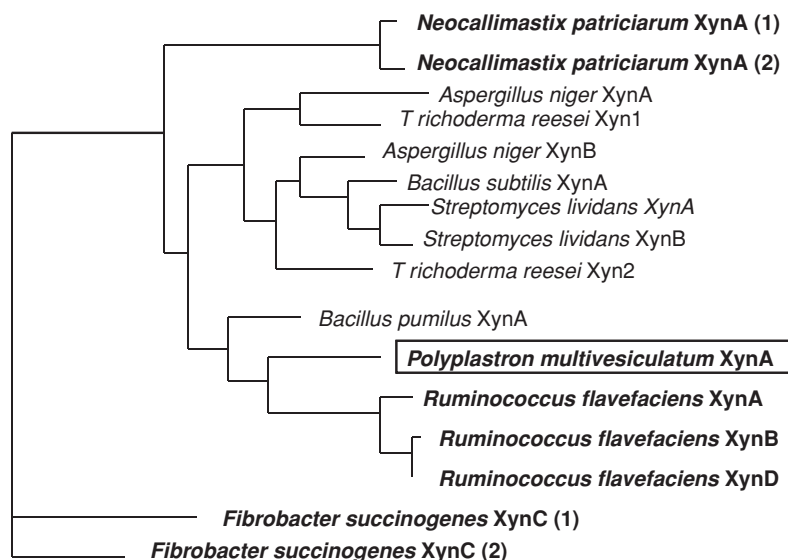 Neocallimastix patriciarum XynA (1)
Neocallimastix patriciarum XynA (2)
Aspergillus niger XynA
T richoderma reesei Xyn1
Aspergillus niger XynB
Bacillus subtilis XynA
Streptomyces lividans XynA
Streptomyces lividans XynB
T richoderma reesei Xyn2
Bacillus pumilus XynA
Polyplastron multivesiculatum XynA
Ruminococcus flavefaciens XynA
Ruminococcus flavefaciens XynB
Ruminococcus flavefaciens XynD
Fibrobacter succinogenes XynC (1)
Fibrobacter succinogenes XynC (2)